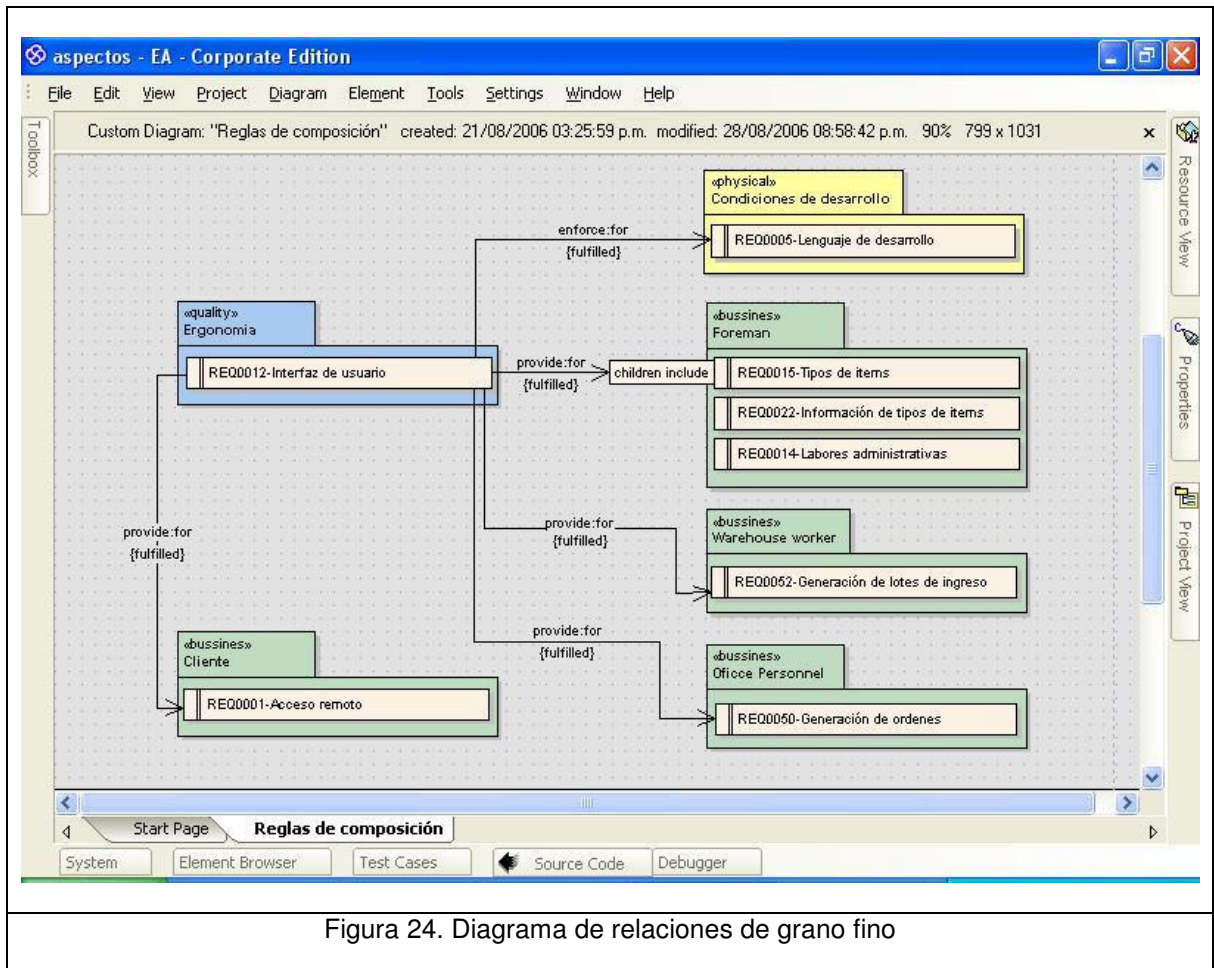 aspectos - EA - Corporate Edition
File Edit View Project Diagram Element Tools Settings Window Help
Toolbox
Custom Diagram: "Reglas de composición" created: 21/08/2006 03:25:59 p.m. modified: 28/08/2006 08:58:42 p.m. 90% 799 x 1031
Resource View
Properties
Project View
«physical»
Condiciones de desarrollo
REQ0005-Lenguaje de desarrollo
enforce:for
{fulfilled}
«quality»
Ergonomia
REQ0012-Interfaz de usuario
provide:for
{fulfilled}
children include
«bussines»
Foreman
REQ0015-Tipos de items
REQ0022-Información de tipos de items
REQ0014-Labores administrativas
provide:for
{fulfilled}
«bussines»
Warehouse worker
REQ0052-Generación de lotes de ingreso
provide:for
{fulfilled}
«bussines»
Cliente
REQ0001-Acceso remoto
provide:for
{fulfilled}
«bussines»
Oficce Personnel
REQ0050-Generación de ordenes
Start Page Reglas de composición
System Element Browser Test Cases Source Code Debugger
Figura 24. Diagrama de relaciones de grano fino